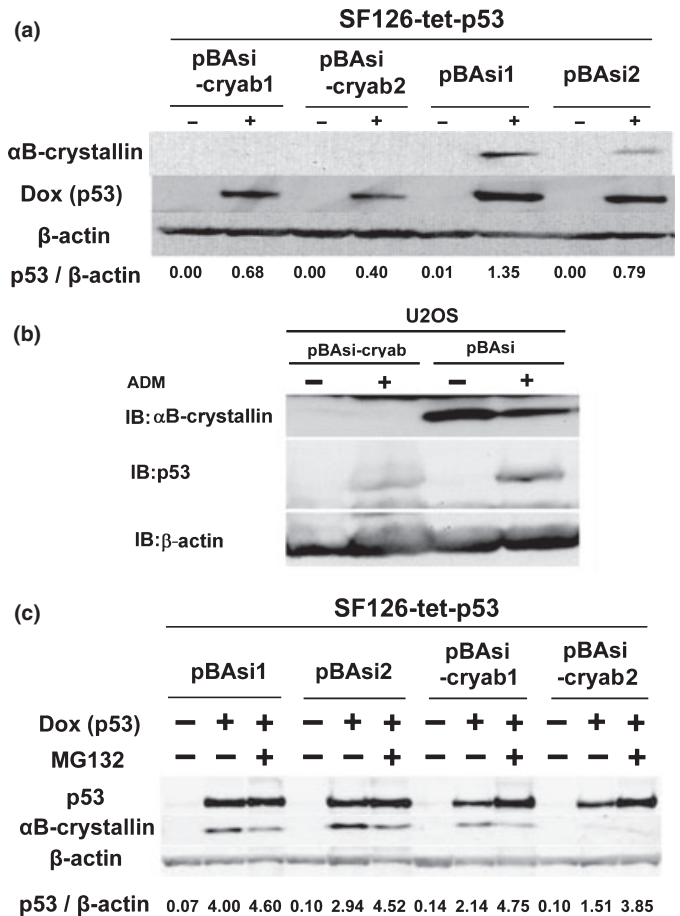 (a)
SF126-tet-p53
pBAsi -cryab1 pBAsi -cryab2 pBAsi1 pBAsi2
− + − + − + − +
αB-crystallin
Dox (p53)
β-actin
p53 / β-actin 0.00 0.68 0.00 0.40 0.01 1.35 0.00 0.79
(b)
U2OS
pBAsi-cryab pBAsi
ADM − + − +
IB:αB-crystallin
IB:p53
IB:β-actin
(c)
SF126-tet-p53
pBAsi1 pBAsi2 pBAsi -cryab1 pBAsi -cryab2
Dox (p53) − + + − + + − + + − + +
MG132 − − + − − + − − + − − +
p53
αB-crystallin
β-actin
p53 / β-actin 0.07 4.00 4.60 0.10 2.94 4.52 0.14 2.14 4.75 0.10 1.51 3.85